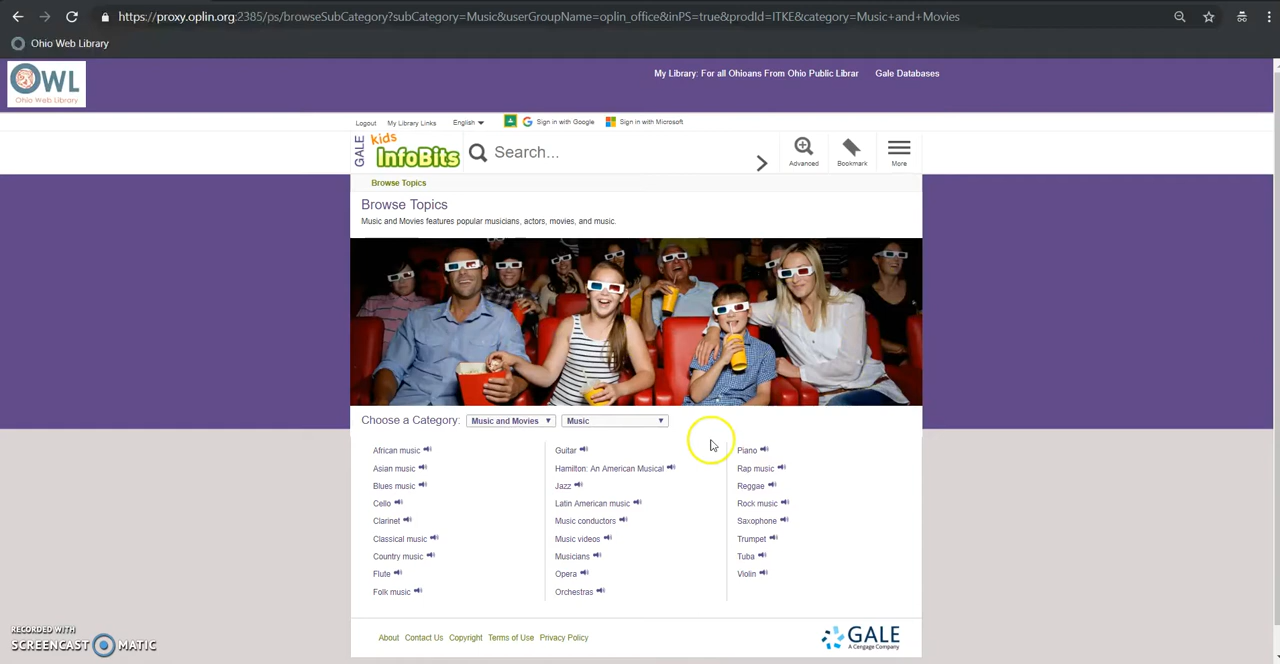 https://proxy.oplin.org:2385/ps/browseSubCategory?subCategory=Music&userGroupName=oplin_office&inPS=true&prodId=ITKE&category=Music+and+Movies
Ohio Web Library
OWL
Ohio Web Library
My Library: For all Ohioans From Ohio Public Librar Gale Databases
Logout My Library Links English Sign in with Google Sign in with Microsoft
GALE kids InfoBits Search... Advanced Bookmark More
Browse Topics
Browse Topics
Music and Movies features popular musicians, actors, movies, and music.
Choose a Category: Music and Movies Music
African music
Asian music
Blues music
Cello
Clarinet
Classical music
Country music
Flute
Folk music
Guitar
Hamilton: An American Musical
Jazz
Latin American music
Music conductors
Music videos
Musicians
Opera
Orchestras
Piano
Rap music
Reggae
Rock music
Saxophone
Trumpet
Tuba
Violin
About Contact Us Copyright Terms of Use Privacy Policy
GALE
A Cengage Company
RECORDED WITH
SCREENCAST MATIC